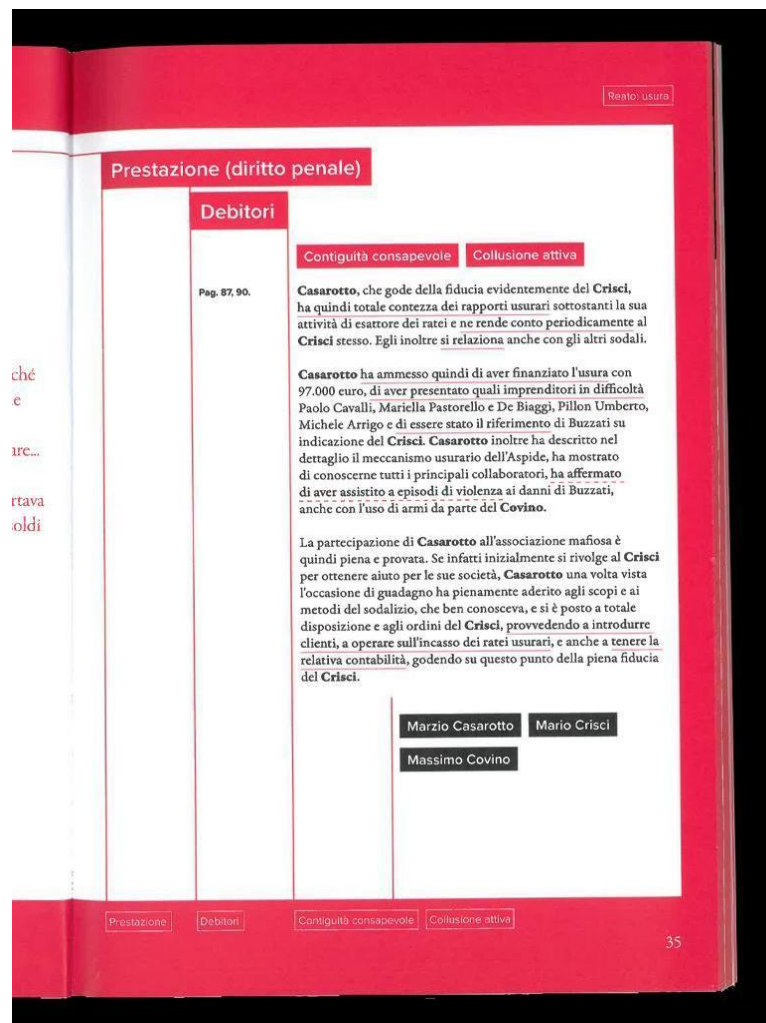 Reato: usura
Prestazione (diritto penale)
Debitori
Contiguità consapevole Collusione attiva
Pag. 87, 90.
Casarotto, che gode della fiducia evidentemente del Crisci,
ha quindi totale contezza dei rapporti usurari sottostanti la sua
attività di esattore dei ratei e ne rende conto periodicamente al
Crisci stesso. Egli inoltre si relaziona anche con gli altri sodali.
Casarotto ha ammesso quindi di aver finanziato l'usura con
97.000 euro, di aver presentato quali imprenditori in difficoltà
Paolo Cavalli, Mariella Pastorello e De Biaggi, Pillon Umberto,
Michele Arrigo e di essere stato il riferimento di Buzzati su
indicazione del Crisci. Casarotto inoltre ha descritto nel
dettaglio il meccanismo usurario dell'Aspide, ha mostrato
di conoscerne tutti i principali collaboratori, ha affermato
di aver assistito a episodi di violenza ai danni di Buzzati,
anche con l'uso di armi da parte del Covino.
La partecipazione di Casarotto all'associazione mafiosa è
quindi piena e provata. Se infatti inizialmente si rivolge al Crisci
per ottenere aiuto per le sue società, Casarotto una volta vista
l'occasione di guadagno ha pienamente aderito agli scopi e ai
metodi del sodalizio, che ben conosceva, e si è posto a totale
disposizione e agli ordini del Crisci, provvedendo a introdurre
clienti, a operare sull'incasso dei ratei usurari, e anche a tenere la
relativa contabilità, godendo su questo punto della piena fiducia
del Crisci.
ché
e
are...
rtava
oldi
Marzio Casarotto Mario Crisci
Massimo Covino
Prestazione Debitori Contiguità consapevole Collusione attiva
35